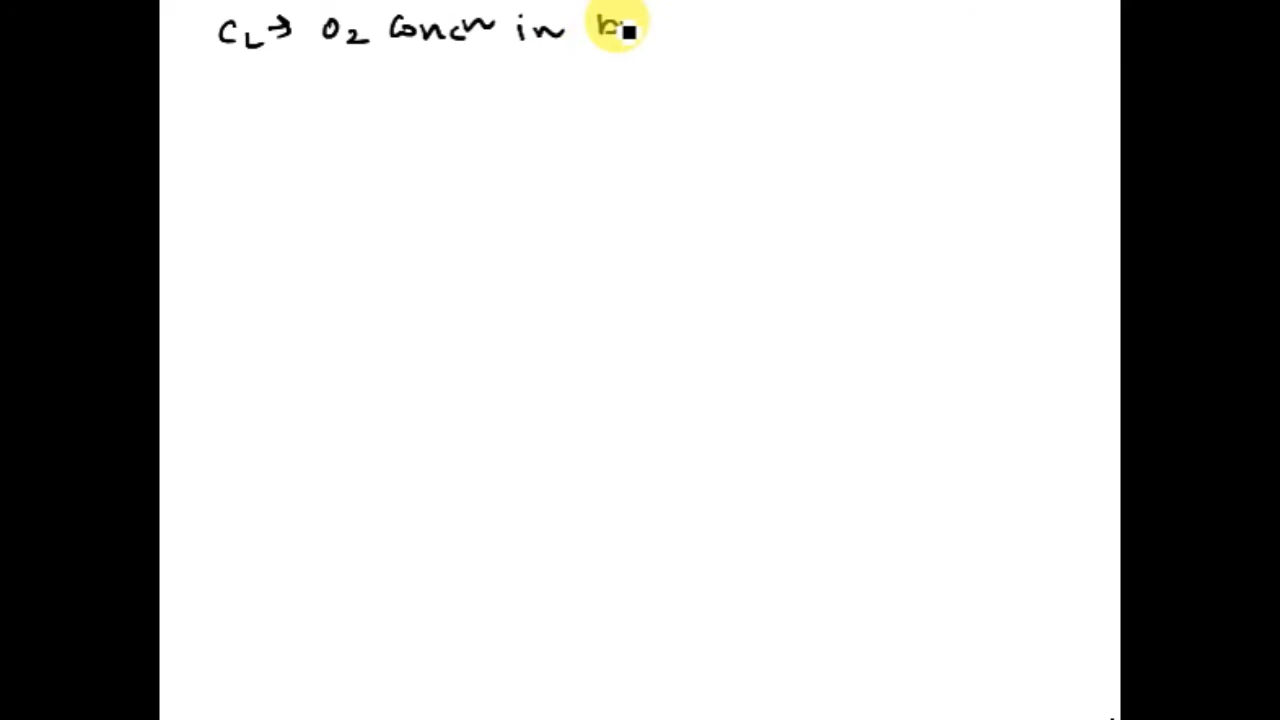 C_L → O_2 Concn in